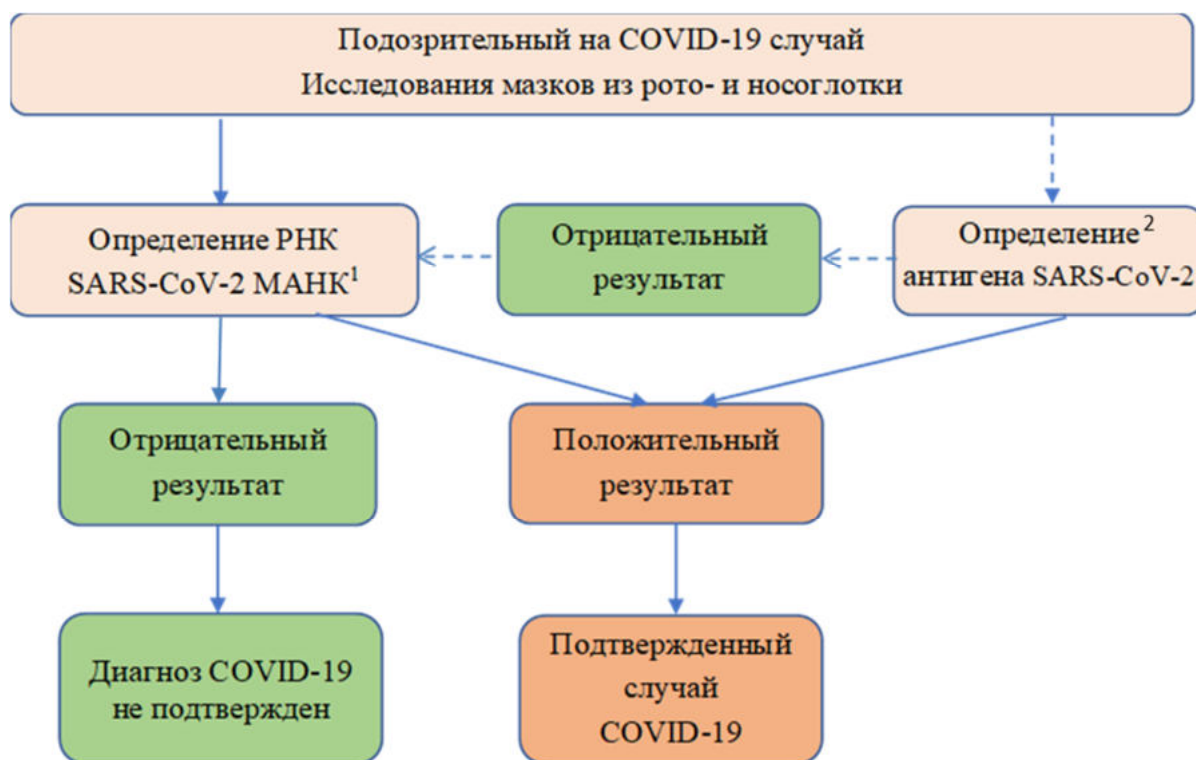 Подозрительный на COVID-19 случай
Исследования мазков из рото- и носоглотки
Определение РНК
SARS-CoV-2 МАНК¹
Отрицательный
результат
Определение²
антигена SARS-CoV-2
Отрицательный
результат
Положительный
результат
Диагноз COVID-19
не подтвержден
Подтвержденный
случай
COVID-19